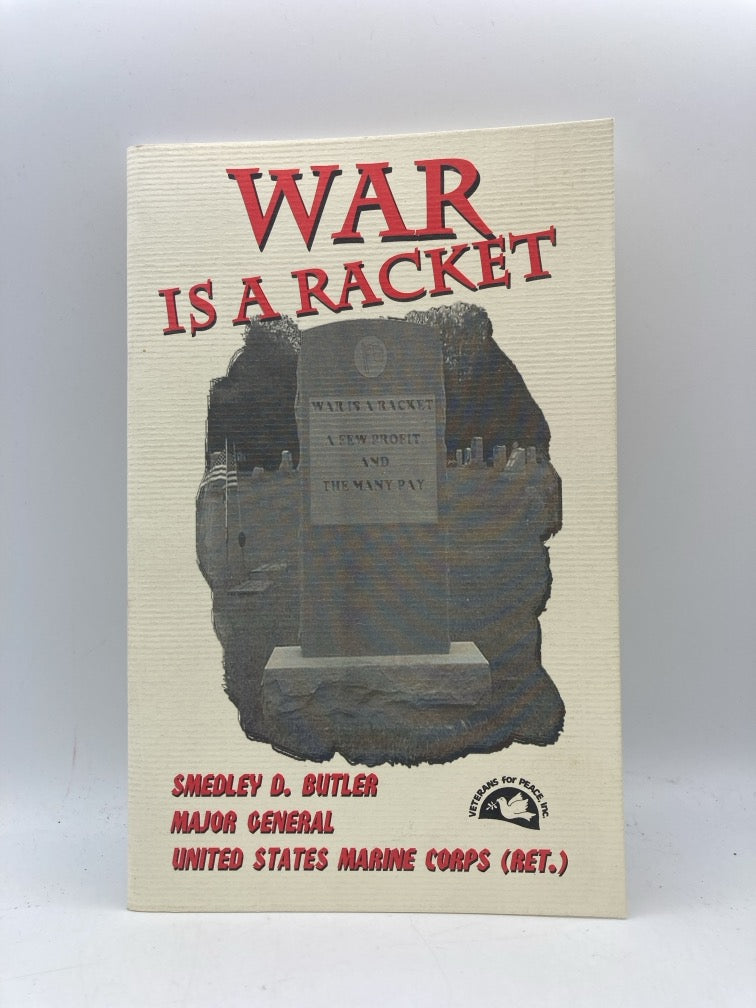 WAR
IS A RACKET
WAR IS A RACKET
A FEW PROFIT
AND
THE MANY PAY
SMEDLEY D. BUTLER
MAJOR GENERAL
UNITED STATES MARINE CORPS (RET.)
VETERANS for PEACE, Inc.